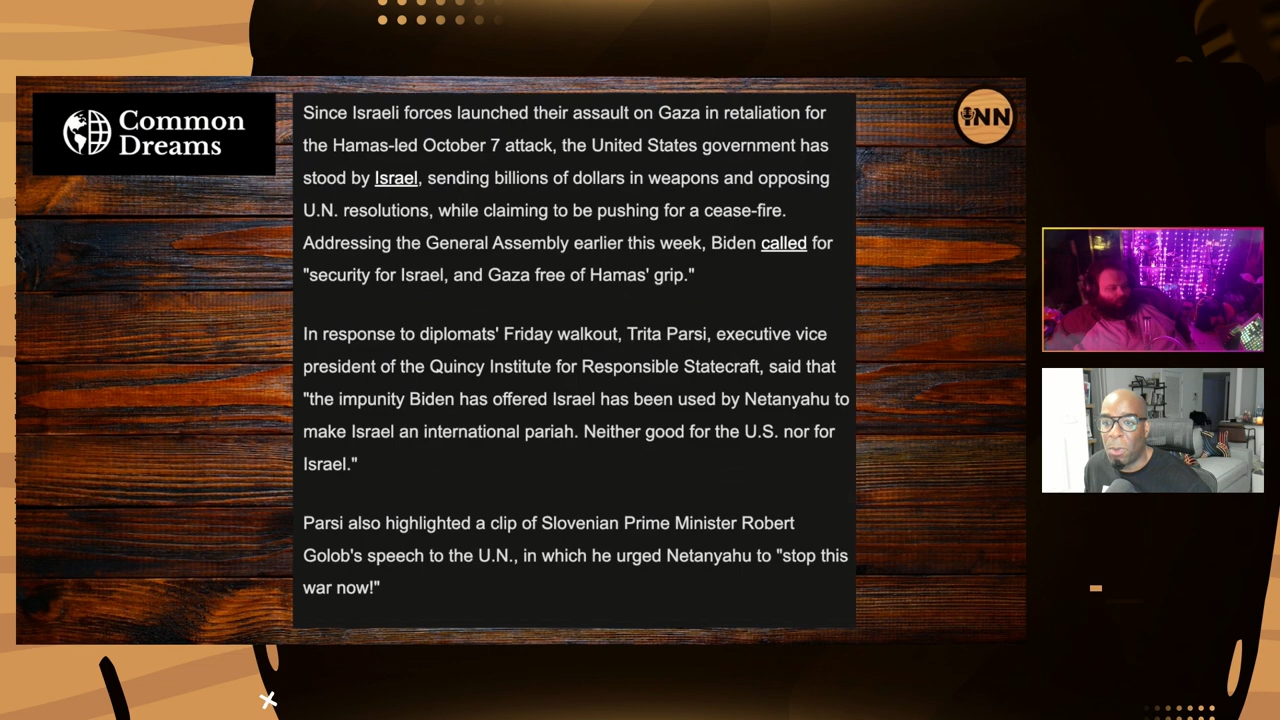 Common
Dreams
iNN
Since Israeli forces launched their assault on Gaza in retaliation for
the Hamas-led October 7 attack, the United States government has
stood by Israel, sending billions of dollars in weapons and opposing
U.N. resolutions, while claiming to be pushing for a cease-fire.
Addressing the General Assembly earlier this week, Biden called for
"security for Israel, and Gaza free of Hamas' grip."
In response to diplomats' Friday walkout, Trita Parsi, executive vice
president of the Quincy Institute for Responsible Statecraft, said that
"the impunity Biden has offered Israel has been used by Netanyahu to
make Israel an international pariah. Neither good for the U.S. nor for
Israel."
Parsi also highlighted a clip of Slovenian Prime Minister Robert
Golob's speech to the U.N., in which he urged Netanyahu to "stop this
war now!"